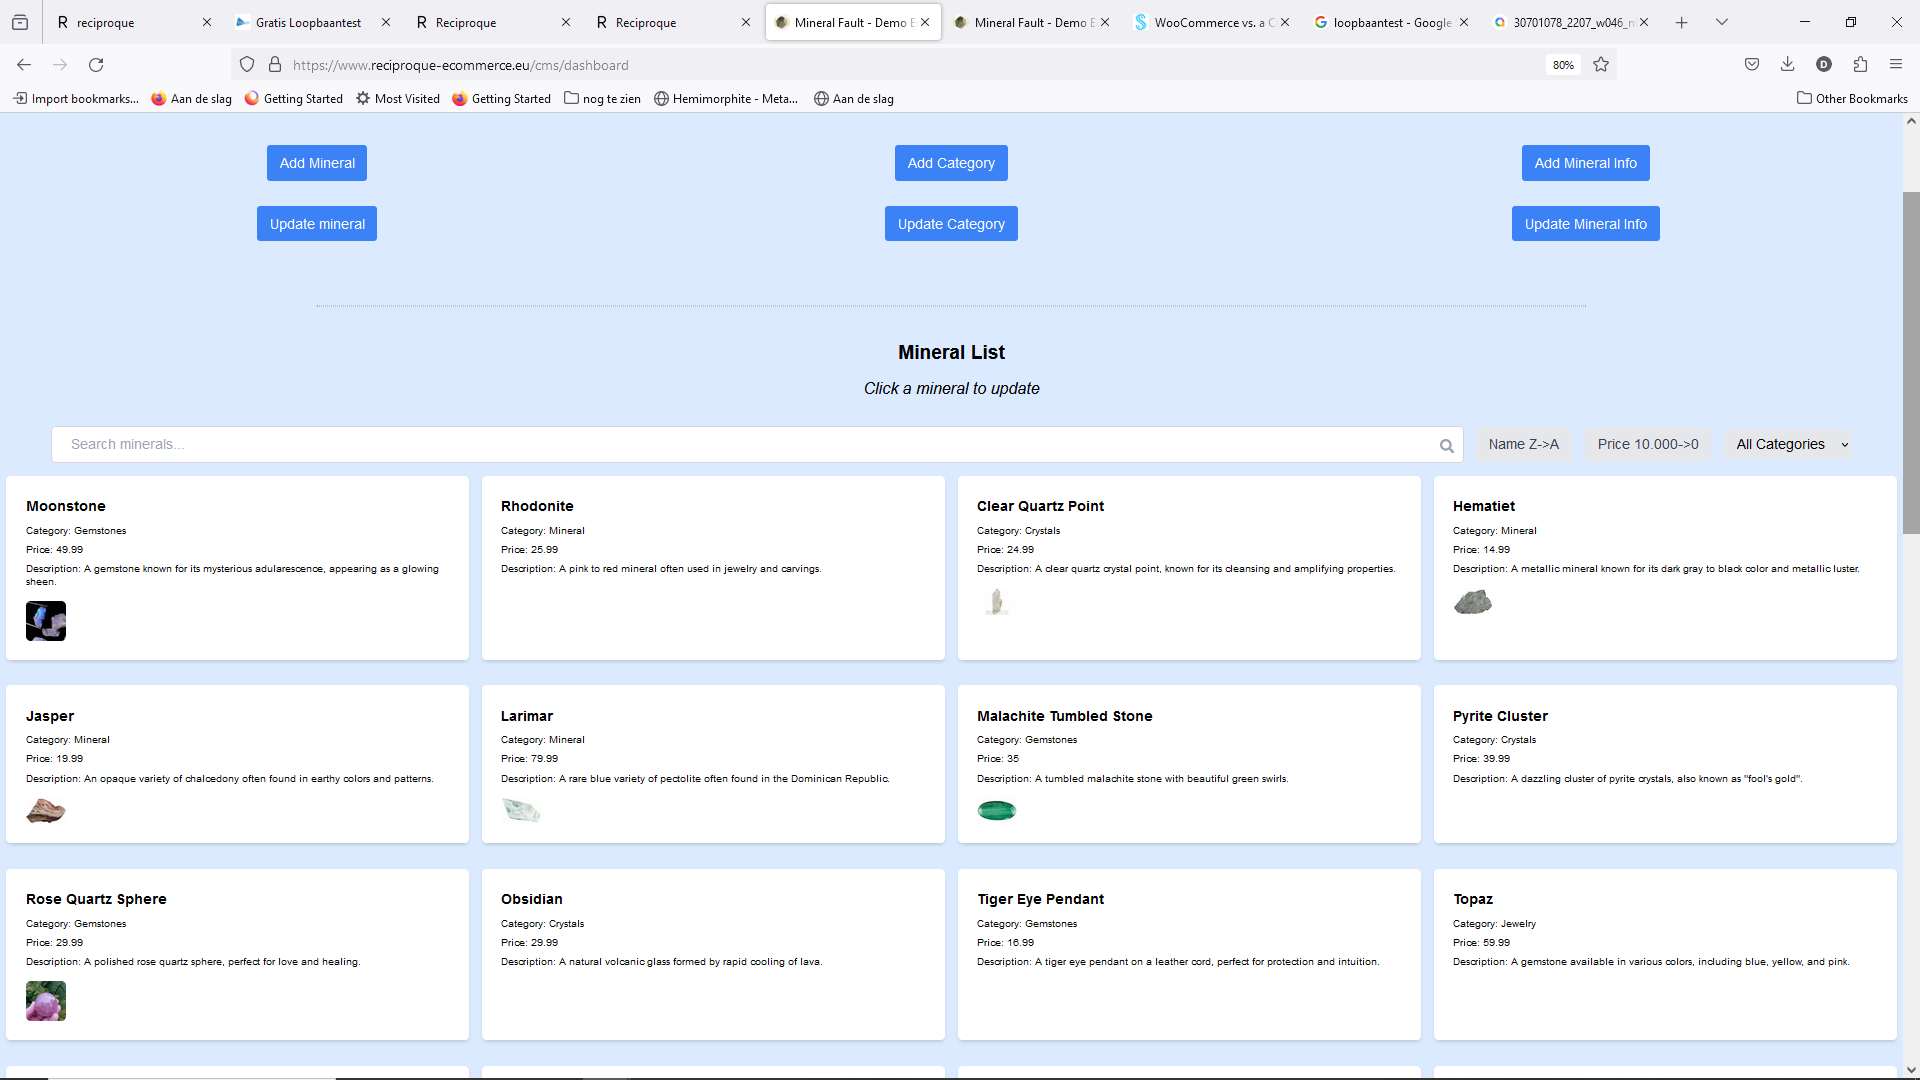 reciproque
Gratis Loopbaantest
Reciproque
Reciproque
Mineral Fault - Demo E
Mineral Fault - Demo E
WooCommerce vs. a C
loopbaantest - Google
30701078_2207_w046_n
https://www.reciproque-ecommerce.eu/cms/dashboard
80%
D
Import bookmarks...
Aan de slag
Getting Started
Most Visited
Getting Started
nog te zien
Hemimorphite - Meta...
Aan de slag
Other Bookmarks
Add Mineral
Add Category
Add Mineral Info
Update mineral
Update Category
Update Mineral Info
Mineral List
Click a mineral to update
Search minerals...
Name Z->A
Price 10.000->0
All Categories
Moonstone
Category: Gemstones
Price: 49.99
Description: A gemstone known for its mysterious adularescence, appearing as a glowing
sheen.
Rhodonite
Category: Mineral
Price: 25.99
Description: A pink to red mineral often used in jewelry and carvings.
Clear Quartz Point
Category: Crystals
Price: 24.99
Description: A clear quartz crystal point, known for its cleansing and amplifying properties.
Hematiet
Category: Mineral
Price: 14.99
Description: A metallic mineral known for its dark gray to black color and metallic luster.
Jasper
Category: Mineral
Price: 19.99
Description: An opaque variety of chalcedony often found in earthy colors and patterns.
Larimar
Category: Mineral
Price: 79.99
Description: A rare blue variety of pectolite often found in the Dominican Republic.
Malachite Tumbled Stone
Category: Gemstones
Price: 35
Description: A tumbled malachite stone with beautiful green swirls.
Pyrite Cluster
Category: Crystals
Price: 39.99
Description: A dazzling cluster of pyrite crystals, also known as "fool's gold".
Rose Quartz Sphere
Category: Gemstones
Price: 29.99
Description: A polished rose quartz sphere, perfect for love and healing.
Obsidian
Category: Crystals
Price: 29.99
Description: A natural volcanic glass formed by rapid cooling of lava.
Tiger Eye Pendant
Category: Gemstones
Price: 16.99
Description: A tiger eye pendant on a leather cord, perfect for protection and intuition.
Topaz
Category: Jewelry
Price: 59.99
Description: A gemstone available in various colors, including blue, yellow, and pink.